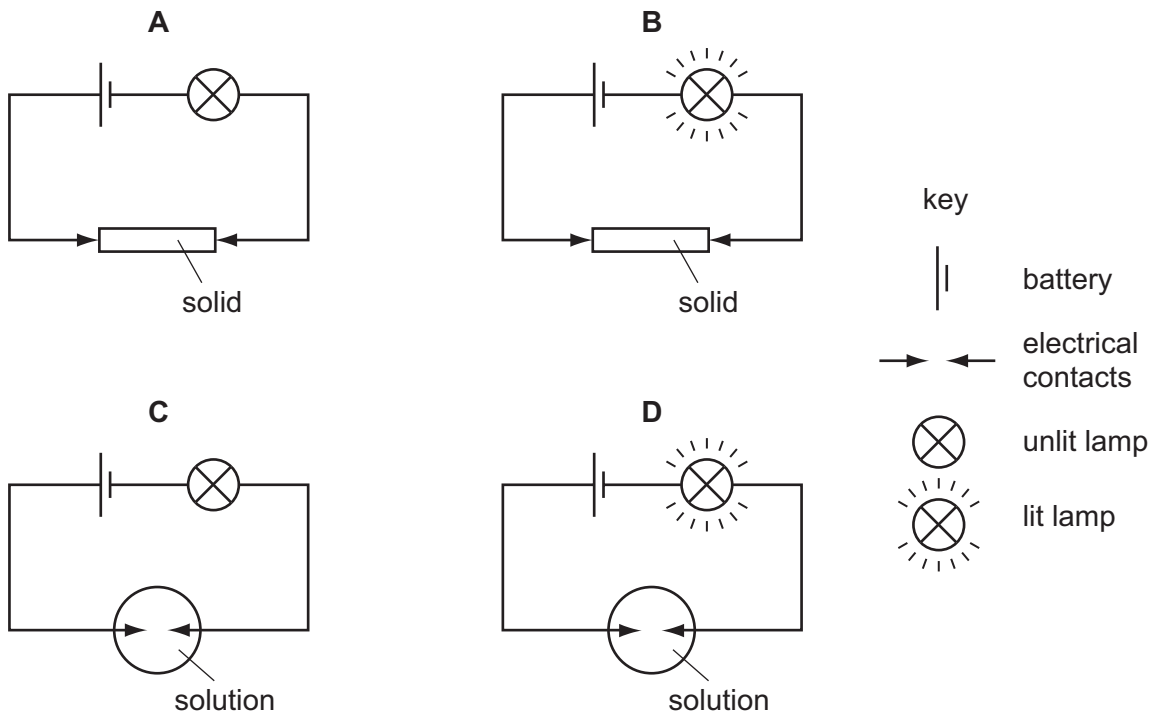 A
B
solid
solid
key
battery
electrical
contacts
unlit lamp
lit lamp
C
D
solution
solution